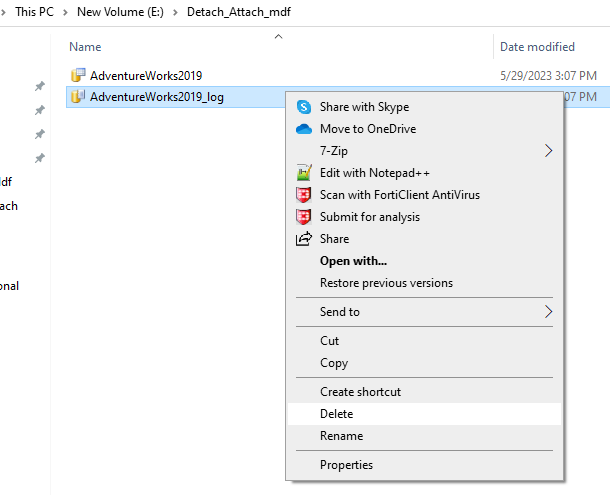 This PC > New Volume (E:) > Detach_Attach_mdf
Name Date modified
AdventureWorks2019 5/29/2023 3:07 PM
AdventureWorks2019_log 07 PM
Share with Skype
Move to OneDrive
7-Zip
Edit with Notepad++
Scan with FortiClient AntiVirus
Submit for analysis
Share
Open with...
Restore previous versions
Send to
Cut
Copy
Create shortcut
Delete
Rename
Properties
df
ach
onal